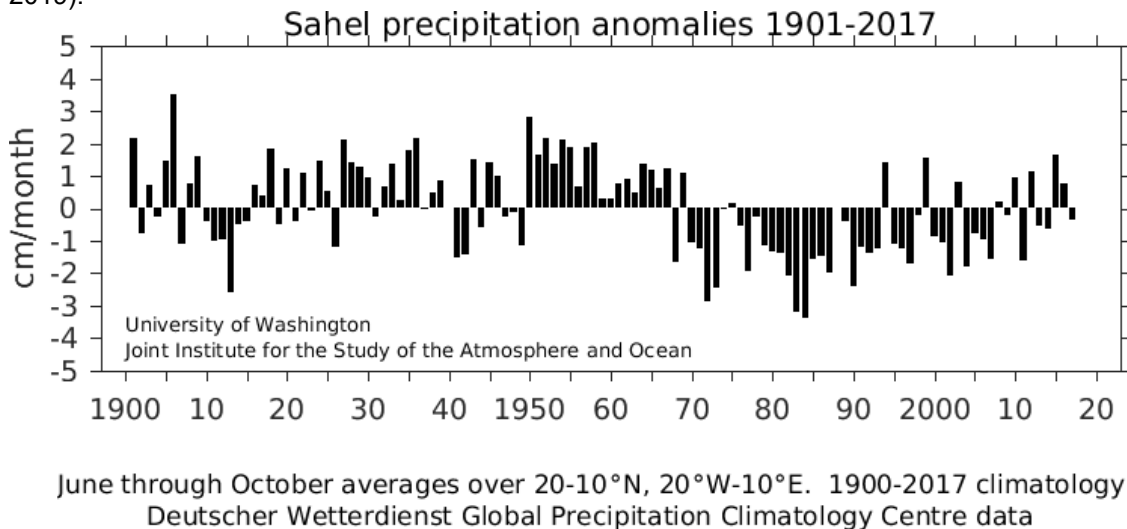 2019).
Sahel precipitation anomalies 1901-2017
5
4
3
2
1
0
-1
-2
-3
-4
-5
cm/month
University of Washington
Joint Institute for the Study of the Atmosphere and Ocean
1900 10 20 30 40 1950 60 70 80 90 2000 10 20
June through October averages over 20-10°N, 20°W-10°E. 1900-2017 climatology
Deutscher Wetterdienst Global Precipitation Climatology Centre data